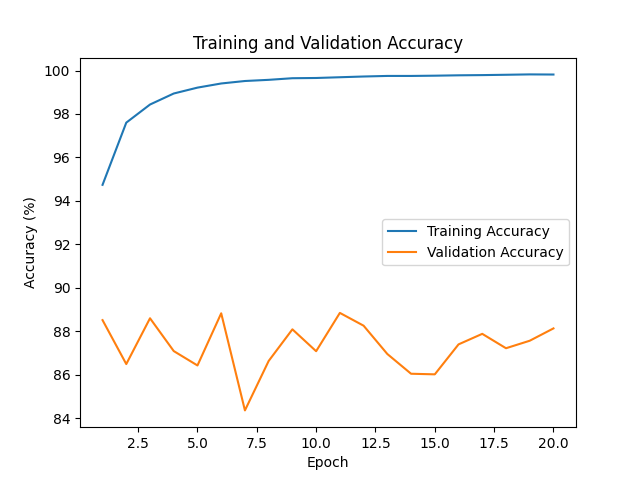 Training and Validation Accuracy
Accuracy (%)
100
98
96
94
92
90
88
86
84
Training Accuracy
Validation Accuracy
2.5 5.0 7.5 10.0 12.5 15.0 17.5 20.0
Epoch